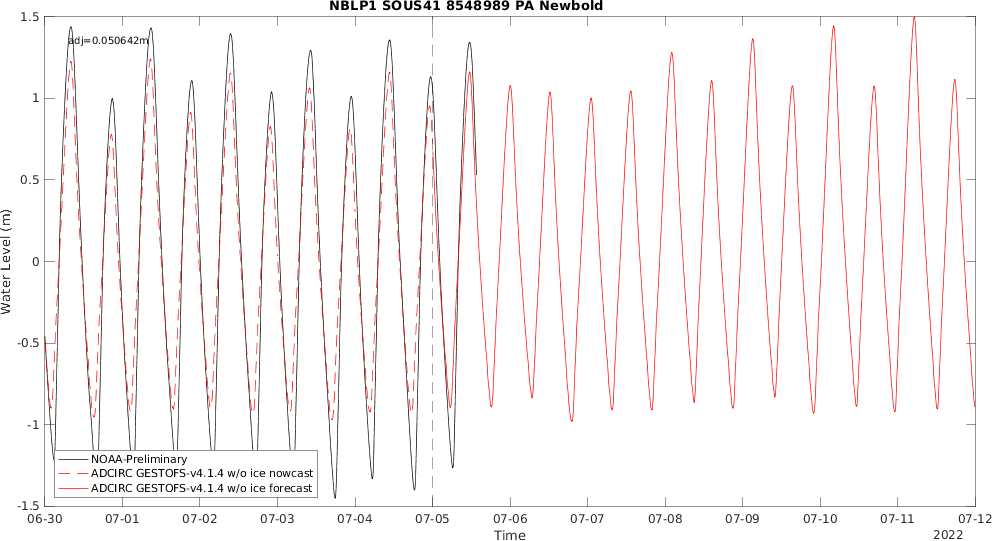 NBLP1 SOUS41 8548989 PA Newbold
adj=0.050642m
1.5
1
0.5
0
-0.5
-1
-1.5
Water Level (m)
NOAA-Preliminary
ADCIRC GESTOFS-v4.1.4 w/o ice nowcast
ADCIRC GESTOFS-v4.1.4 w/o ice forecast
06-30 07-01 07-02 07-03 07-04 07-05 07-06 07-07 07-08 07-09 07-10 07-11 07-12
Time
2022